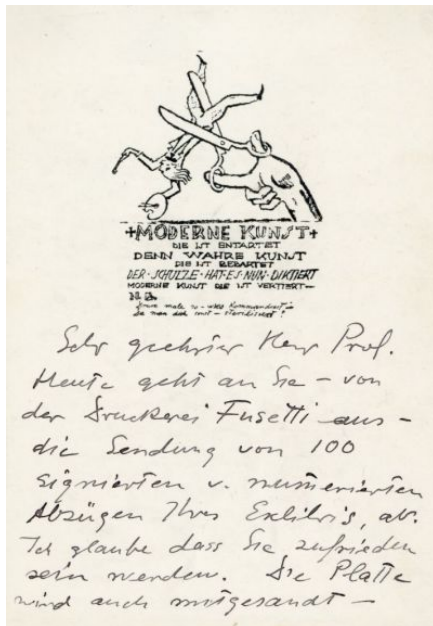 +MODERNE KUNST+
DIE IST ENTARTET
DENN WAHRE KUNST
DIE IST BEBARTET
DER·SCHULZE·HAT·ES·NUN·DIKTIERT
MODERNE KUNST DIE IST VERTIERT—
N.B.
Sehr geehrter Herr Prof.
Heute geht an Sie – von
der Druckerei Fusetti aus –
die Sendung von 100
signierten u. numerierten
Abzügen Ihres Exlibris, ab.
Ich glaube dass Sie zufrieden
sein werden. Die Platte
wird auch mitgesandt –